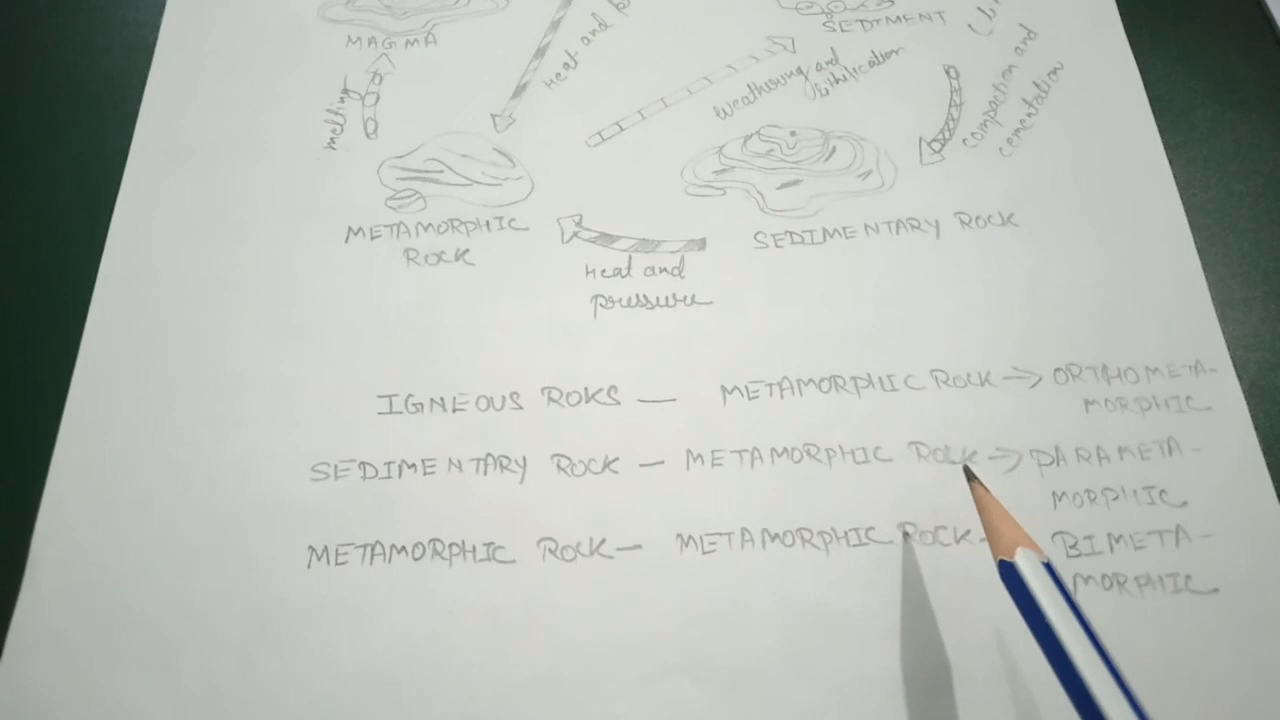 MAGMA
SEDIMENT
melting
Heat and
weathering and
lithification
compaction and
cementation
METAMORPHIC
ROCK
SEDIMENTARY ROCK
Heat and
pressure
IGNEOUS ROKS — METAMORPHIC ROCK → ORTHOMETA-
MORPHIC
SEDIMENTARY ROCK — METAMORPHIC ROCK → PARAMETA-
MORPHIC
METAMORPHIC ROCK — METAMORPHIC ROCK - BIMETA-
MORPHIC